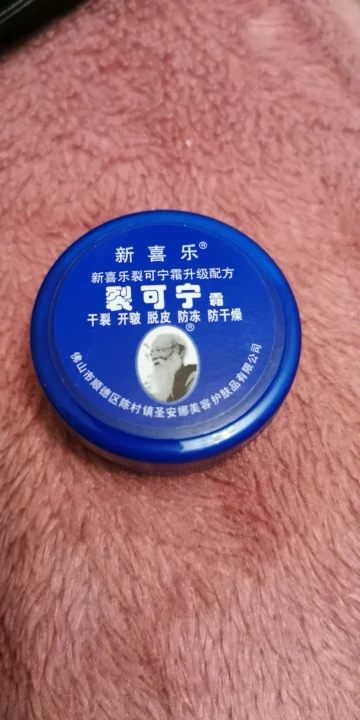 新喜乐®
新喜乐裂可宁霜升级配方
裂可宁霜
干裂 开皲 脱皮 防冻 防干燥
®
佛山市顺德区陈村镇圣安娜美容护肤品有限公司